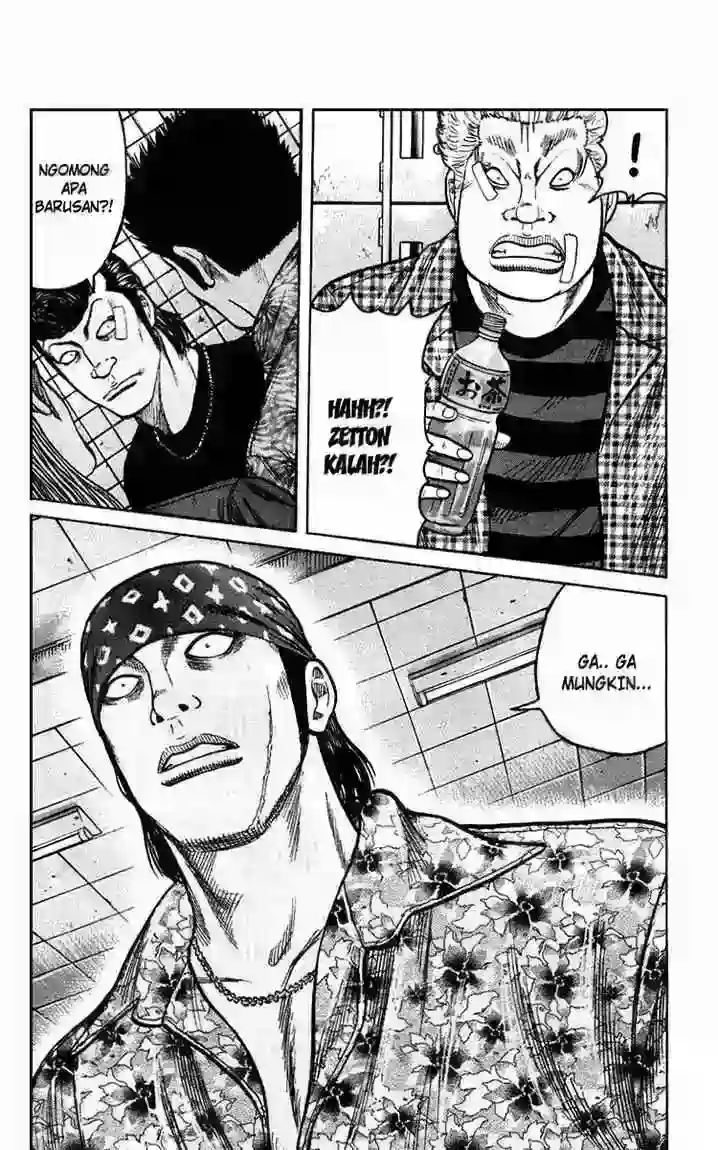 !
HAHH?!
ZETTON
KALAH?!
お茶
NGOMONG
APA
BARUSAN?!
GA.. GA
MUNGKIN...